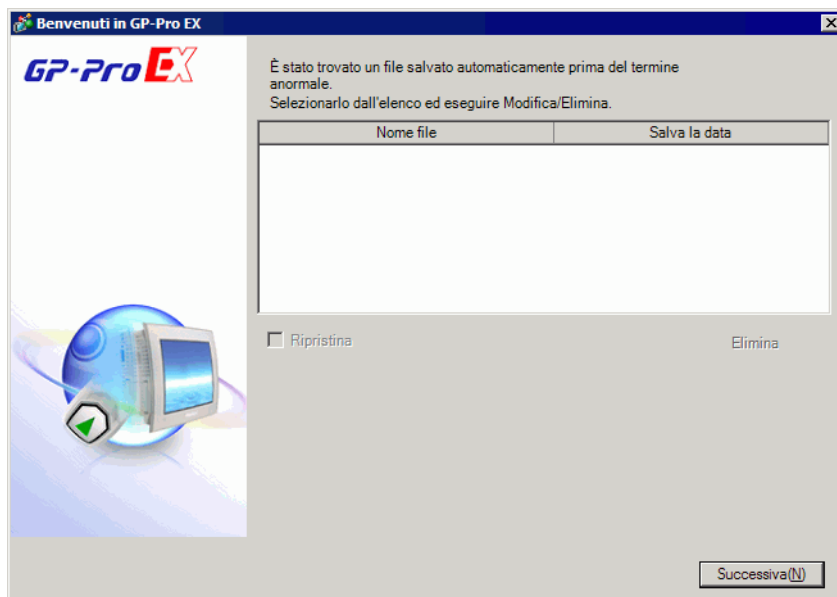 Benvenuti in GP-Pro EX
GP-Pro EX
È stato trovato un file salvato automaticamente prima del termine
anormale.
Selezionarlo dall'elenco ed eseguire Modifica/Elimina.
Nome file Salva la data
Ripristina Elimina
Successiva(N)